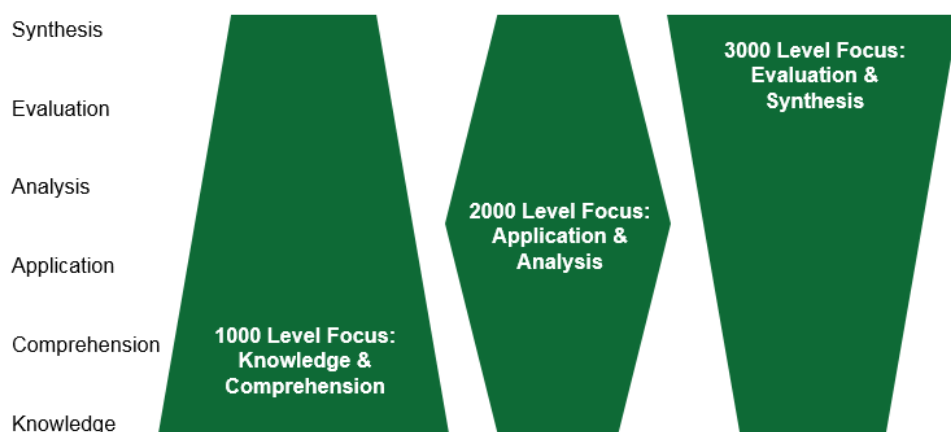 Synthesis
Evaluation
Analysis
Application
Comprehension
Knowledge
1000 Level Focus:
Knowledge &
Comprehension
2000 Level Focus:
Application &
Analysis
3000 Level Focus:
Evaluation &
Synthesis